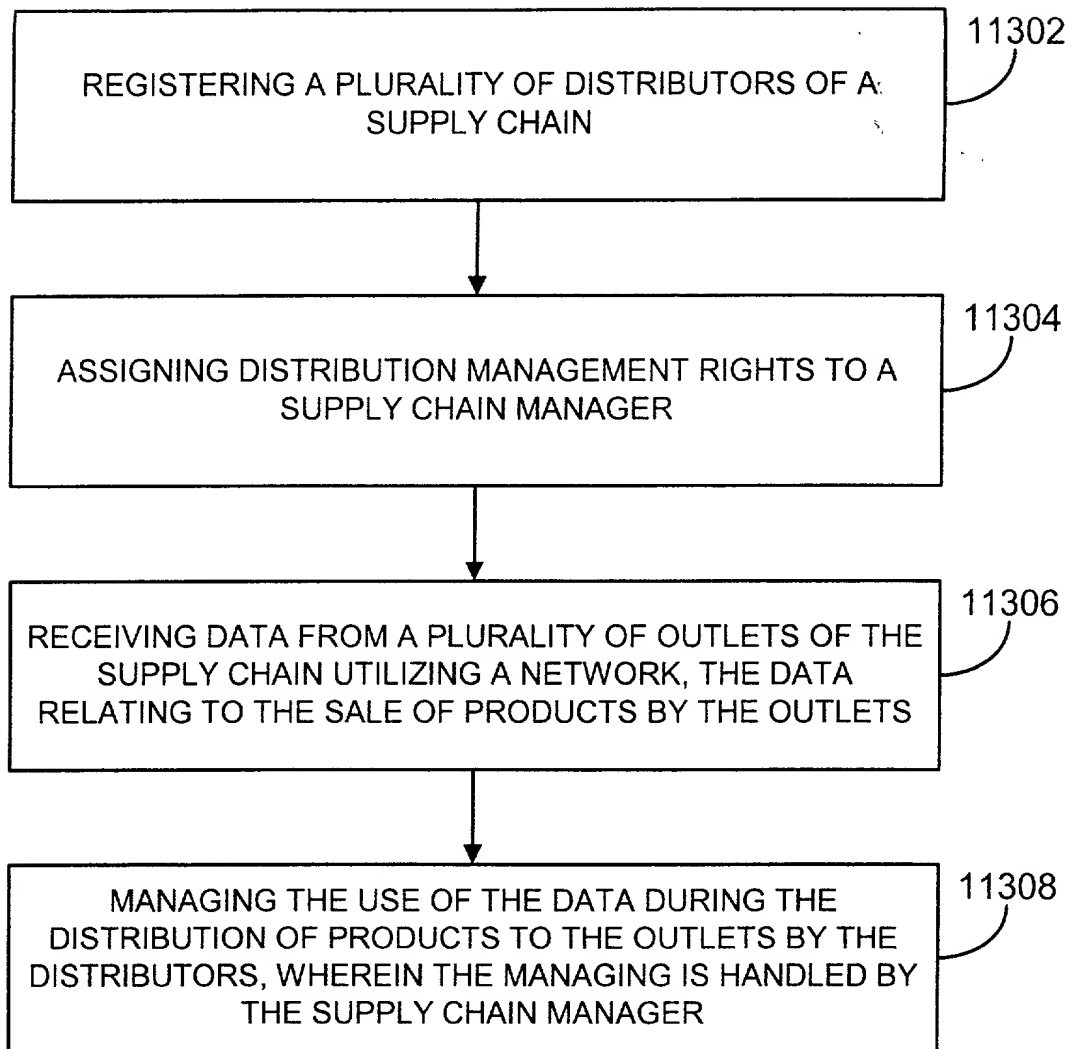 11302
REGISTERING A PLURALITY OF DISTRIBUTORS OF A
SUPPLY CHAIN
11304
ASSIGNING DISTRIBUTION MANAGEMENT RIGHTS TO A
SUPPLY CHAIN MANAGER
11306
RECEIVING DATA FROM A PLURALITY OF OUTLETS OF THE
SUPPLY CHAIN UTILIZING A NETWORK, THE DATA
RELATING TO THE SALE OF PRODUCTS BY THE OUTLETS
11308
MANAGING THE USE OF THE DATA DURING THE
DISTRIBUTION OF PRODUCTS TO THE OUTLETS BY THE
DISTRIBUTORS, WHEREIN THE MANAGING IS HANDLED BY
THE SUPPLY CHAIN MANAGER